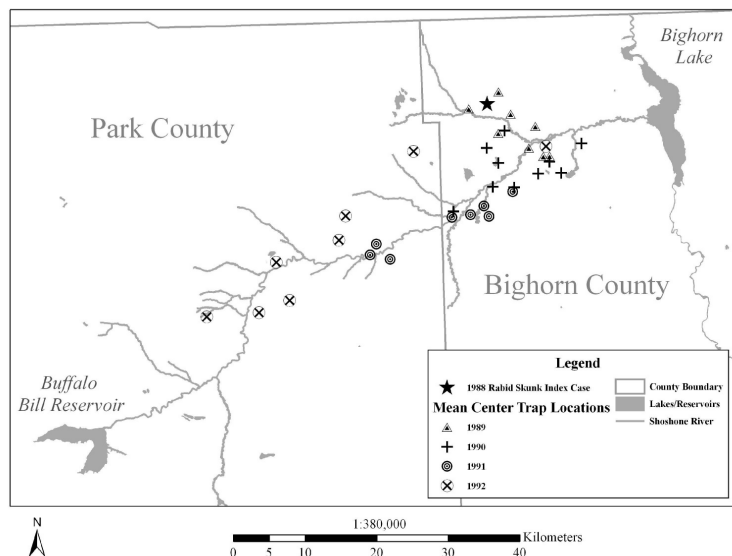 Bighorn
Lake
Park County
Bighorn County
Buffalo
Bill Reservoir
Legend
1988 Rabid Skunk Index Case
Mean Center Trap Locations
1989
1990
1991
1992
County Boundary
Lakes/Reservoirs
Shoshone River
N
1:380,000
Kilometers
0 5 10 20 30 40